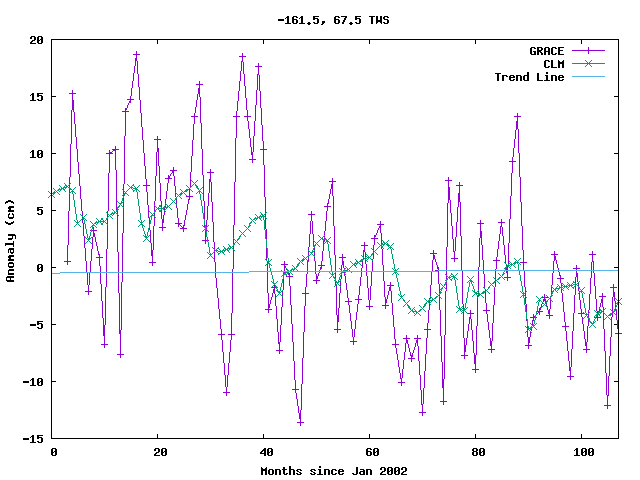 -161.5, 67.5 TWS
GRACE
CLM
Trend Line
20
15
10
5
0
-5
-10
-15
Anomaly (cm)
0 20 40 60 80 100
Months since Jan 2002